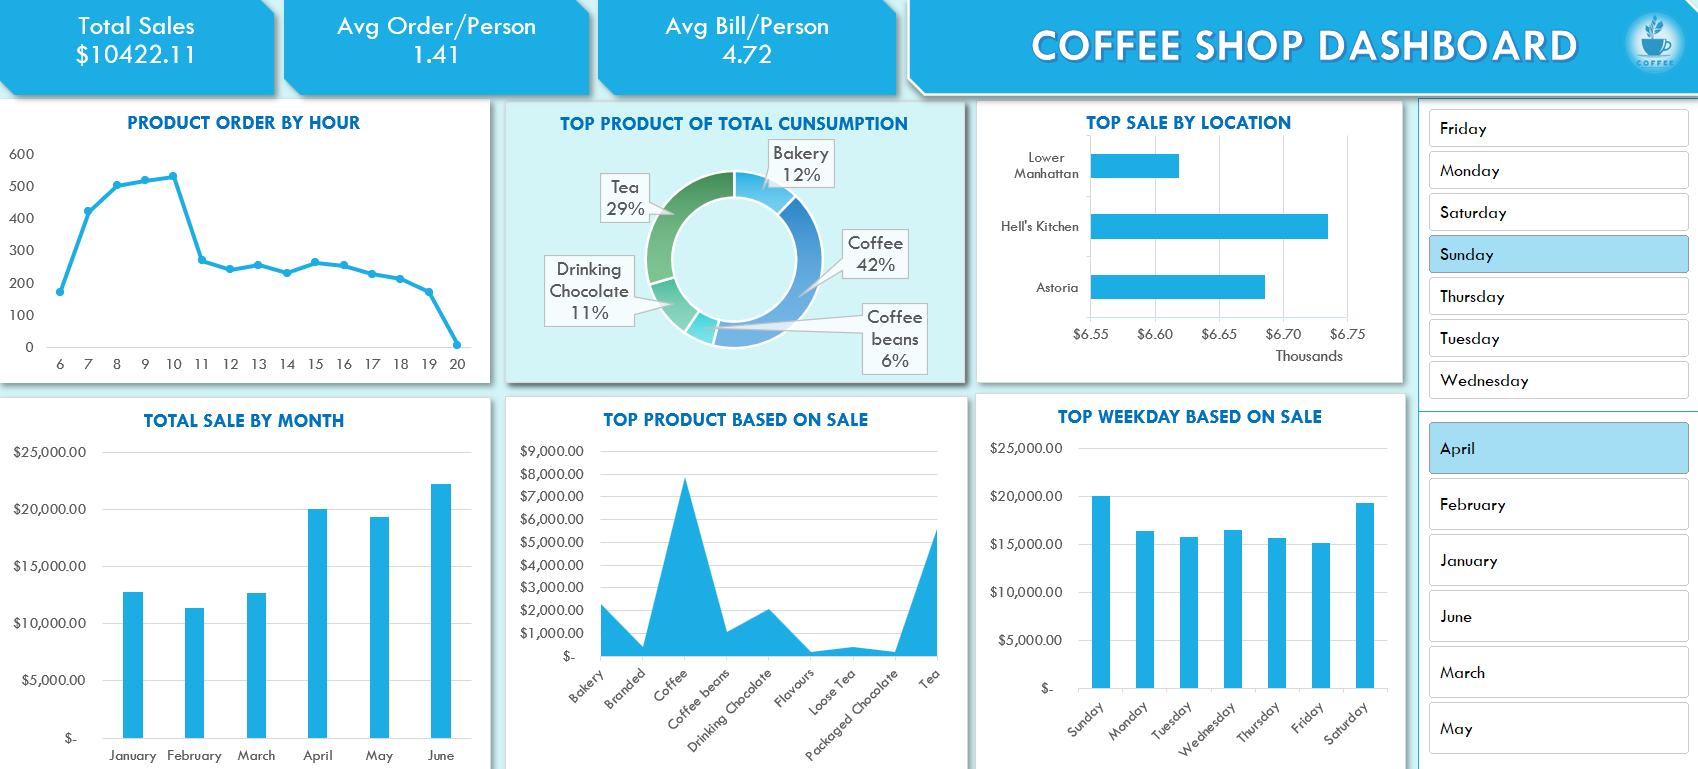 Total Sales
$10422.11
Avg Order/Person
1.41
Avg Bill/Person
4.72
COFFEE SHOP DASHBOARD
COFFEE
PRODUCT ORDER BY HOUR
600
500
400
300
200
100
0
6 7 8 9 10 11 12 13 14 15 16 17 18 19 20
TOP PRODUCT OF TOTAL CUNSUMPTION
Bakery
12%
Tea
29%
Coffee
42%
Drinking
Chocolate
11%
Coffee
beans
6%
TOP SALE BY LOCATION
Lower
Manhattan
Hell's Kitchen
Astoria
$6.55 $6.60 $6.65 $6.70 $6.75
Thousands
Friday
Monday
Saturday
Sunday
Thursday
Tuesday
Wednesday
TOTAL SALE BY MONTH
$25,000.00
$20,000.00
$15,000.00
$10,000.00
$5,000.00
$-
January February March April May June
TOP PRODUCT BASED ON SALE
$9,000.00
$8,000.00
$7,000.00
$6,000.00
$5,000.00
$4,000.00
$3,000.00
$2,000.00
$1,000.00
$-
Bakery
Branded
Coffee
Coffee beans
Drinking Chocolate
Flavours
Loose Tea
Packaged Chocolate
Tea
TOP WEEKDAY BASED ON SALE
$25,000.00
$20,000.00
$15,000.00
$10,000.00
$5,000.00
$-
Sunday
Monday
Tuesday
Wednesday
Thursday
Friday
Saturday
April
February
January
June
March
May